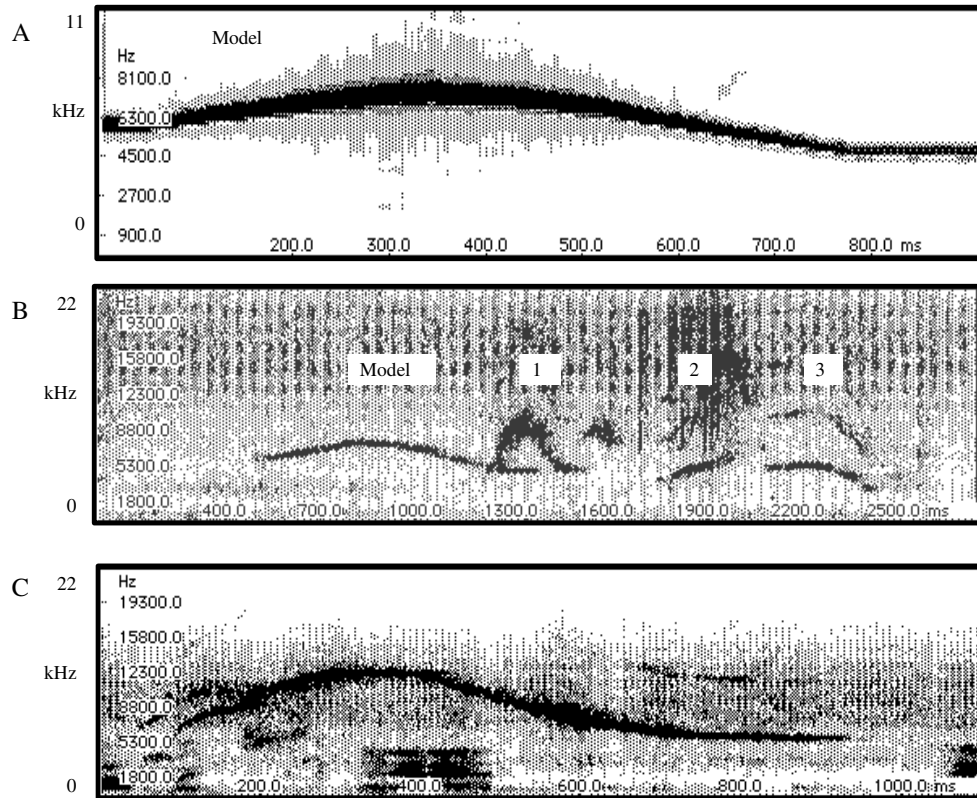 A
11
Model
Hz
8100.0
kHz
6300.0
4500.0
2700.0
0
900.0
200.0 300.0 400.0 500.0 600.0 700.0 800.0 ms
B
22
Hz
19300.0
15800.0
Model 1 2 3
kHz
12300.0
8800.0
5300.0
0
1800.0
400.0 700.0 1000.0 1300.0 1600.0 1900.0 2200.0 2500.0 ms
C
22
Hz
19300.0
15800.0
kHz
12300.0
8800.0
5300.0
0
1800.0
200.0 400.0 600.0 800.0 1000.0 ms